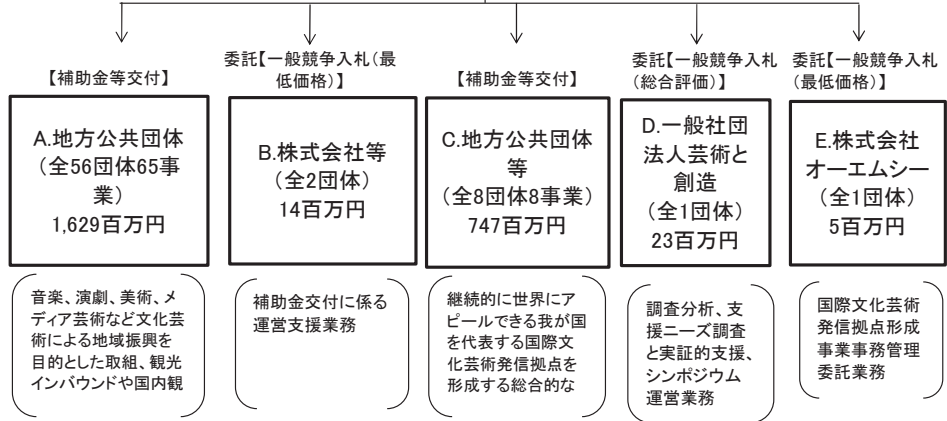 【補助金等交付】
委託【一般競争入札(最
低価格)】
【補助金等交付】
委託【一般競争入札
(総合評価)】
委託【一般競争入札
(最低価格)】
A.地方公共団体
(全56団体65事
業)
1,629百万円
B.株式会社等
(全2団体)
14百万円
C.地方公共団体
等
(全8団体8事業)
747百万円
D.一般社団
法人芸術と
創造
(全1団体)
23百万円
E.株式会社
オーエムシー
(全1団体)
5百万円
音楽、演劇、美術、メ
ディア芸術など文化芸
術による地域振興を
目的とした取組、観光
インバウンドや国内観
補助金交付に係る
運営支援業務
継続的に世界にア
ピールできる我が国
を代表する国際文
化芸術発信拠点を
形成する総合的な
調査分析、支
援ニーズ調査
と実証的支援、
シンポジウム
運営業務
国際文化芸術
発信拠点形成
事業事務管理
委託業務